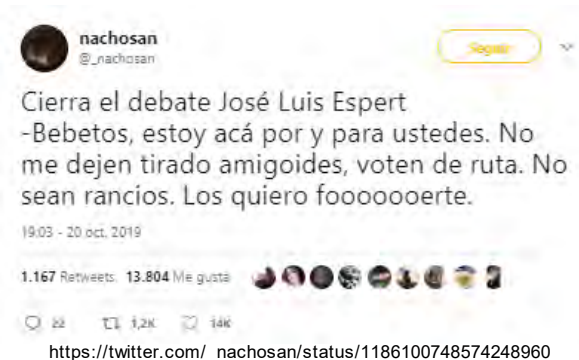 nachosan
@_nachosan
Seguir
Cierra el debate José Luis Espert
-Bebetos, estoy acá por y para ustedes. No
me dejen tirado amigoides, voten de ruta. No
sean rancios. Los quiero foooooooerte.
19:03 - 20 oct. 2019
1.167 Retweets 13.804 Me gusta
22 1,2K 14K
https://twitter.com/_nachosan/status/1186100748574248960